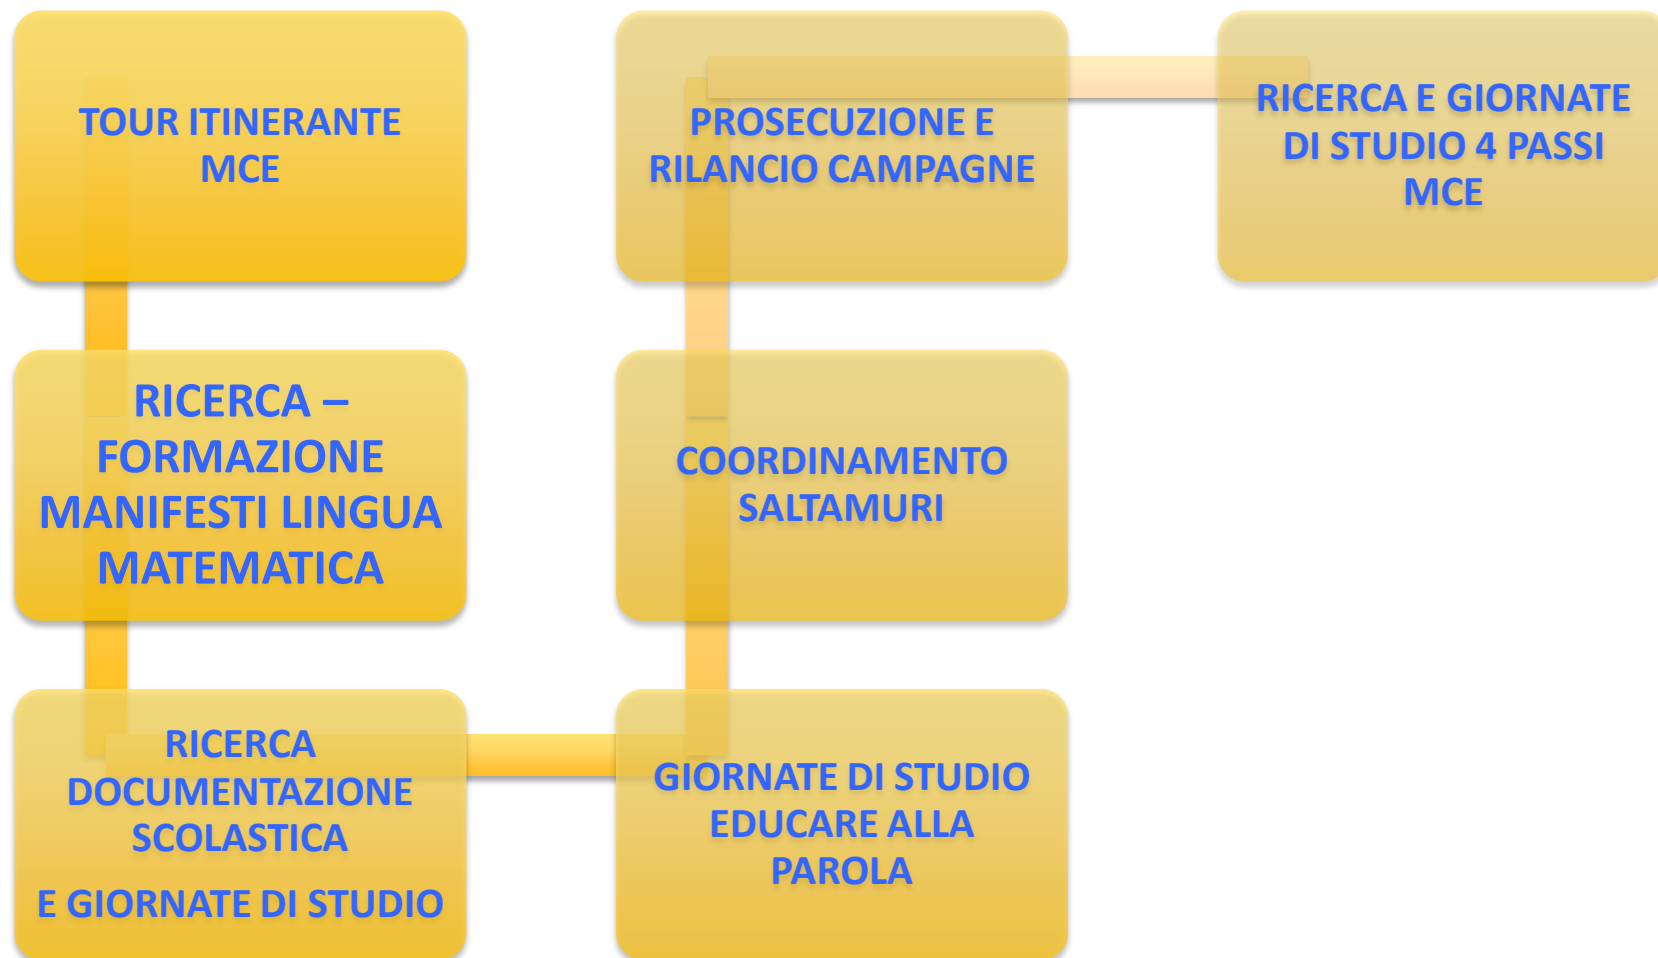 TOUR ITINERANTE
MCE
RICERCA –
FORMAZIONE
MANIFESTI LINGUA
MATEMATICA
RICERCA
DOCUMENTAZIONE
SCOLASTICA
E GIORNATE DI STUDIO
GIORNATE DI STUDIO
EDUCARE ALLA
PAROLA
COORDINAMENTO
SALTAMURI
PROSECUZIONE E
RILANCIO CAMPAGNE
RICERCA E GIORNATE
DI STUDIO 4 PASSI
MCE